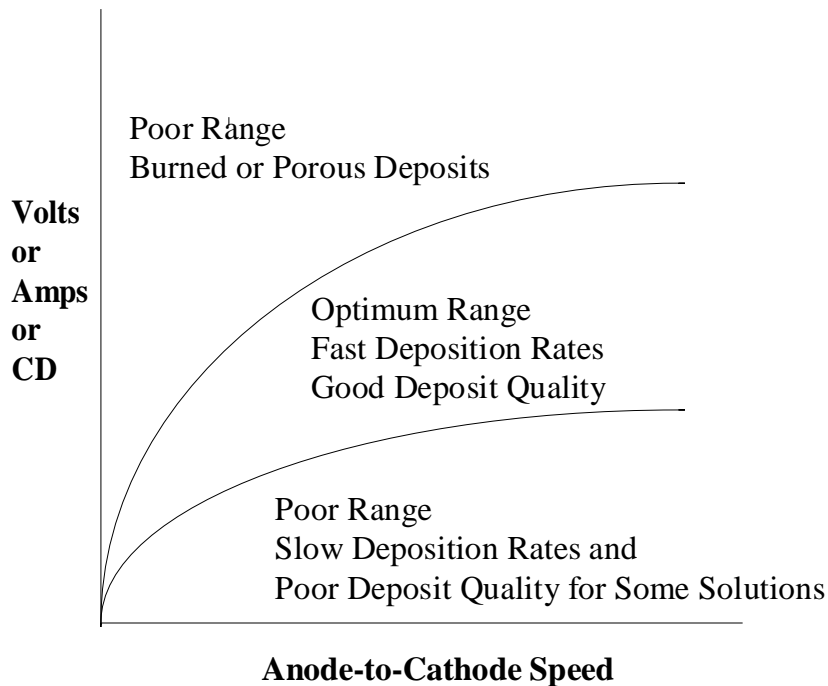 Poor Range
Burned or Porous Deposits
Volts
or
Amps
or
CD
Optimum Range
Fast Deposition Rates
Good Deposit Quality
Poor Range
Slow Deposition Rates and
Poor Deposit Quality for Some Solutions
Anode-to-Cathode Speed